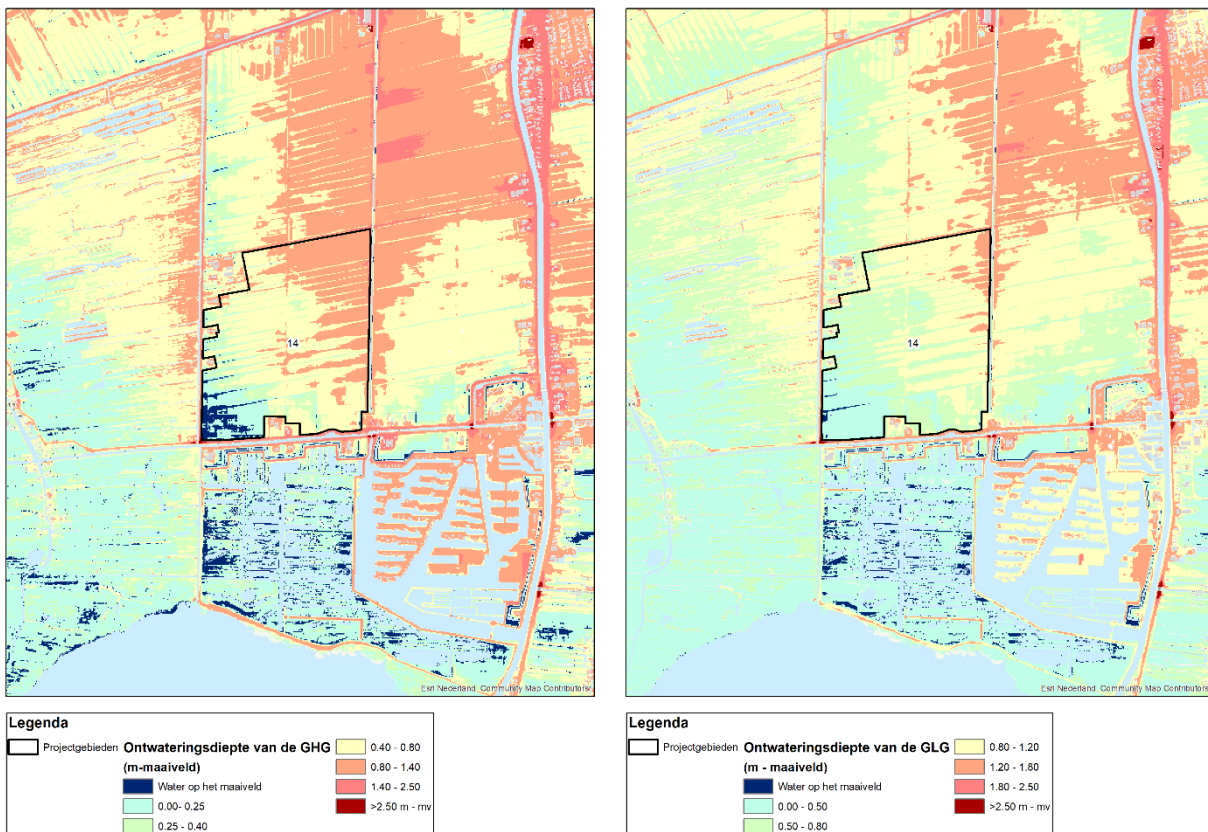 14
Esri Nederland, Community Map Contributors
Legenda
Projectgebieden
Ontwateringsdiepte van de GHG
(m-maaiveld)
Water op het maaiveld
0.00- 0.25
0.25 - 0.40
0.40 - 0.80
0.80 - 1.40
1.40 - 2.50
>2.50 m - mv
14
Esri Nederland, Community Map Contributors
Legenda
Projectgebieden
Ontwateringsdiepte van de GLG
(m - maaiveld)
Water op het maaiveld
0.00 - 0.50
0.50 - 0.80
0.80 - 1.20
1.20 - 1.80
1.80 - 2.50
>2.50 m - mv